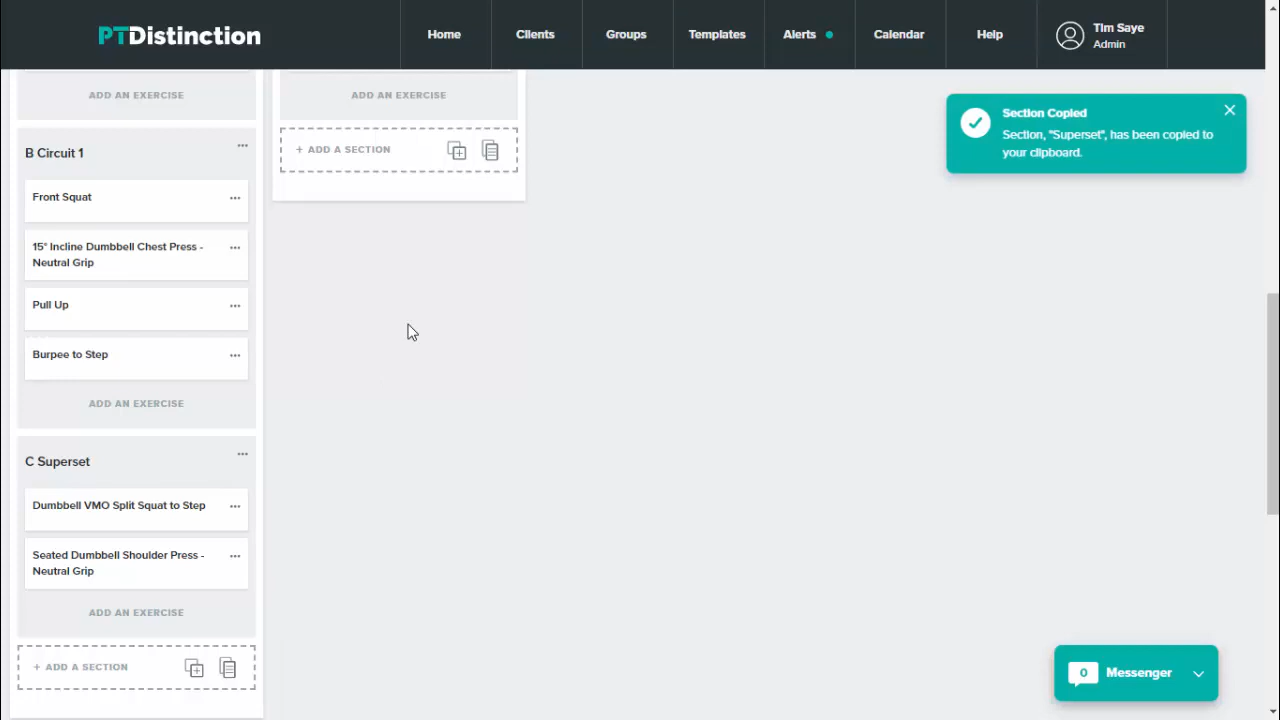 PTDistinction
Home
Clients
Groups
Templates
Alerts
Calendar
Help
Tim Saye
Admin
ADD AN EXERCISE
B Circuit 1
Front Squat
15° Incline Dumbbell Chest Press -
Neutral Grip
Pull Up
Burpee to Step
ADD AN EXERCISE
C Superset
Dumbbell VMO Split Squat to Step
Seated Dumbbell Shoulder Press -
Neutral Grip
ADD AN EXERCISE
+ ADD A SECTION
ADD AN EXERCISE
+ ADD A SECTION
Section Copied
Section, "Superset", has been copied to
your clipboard.
0 Messenger